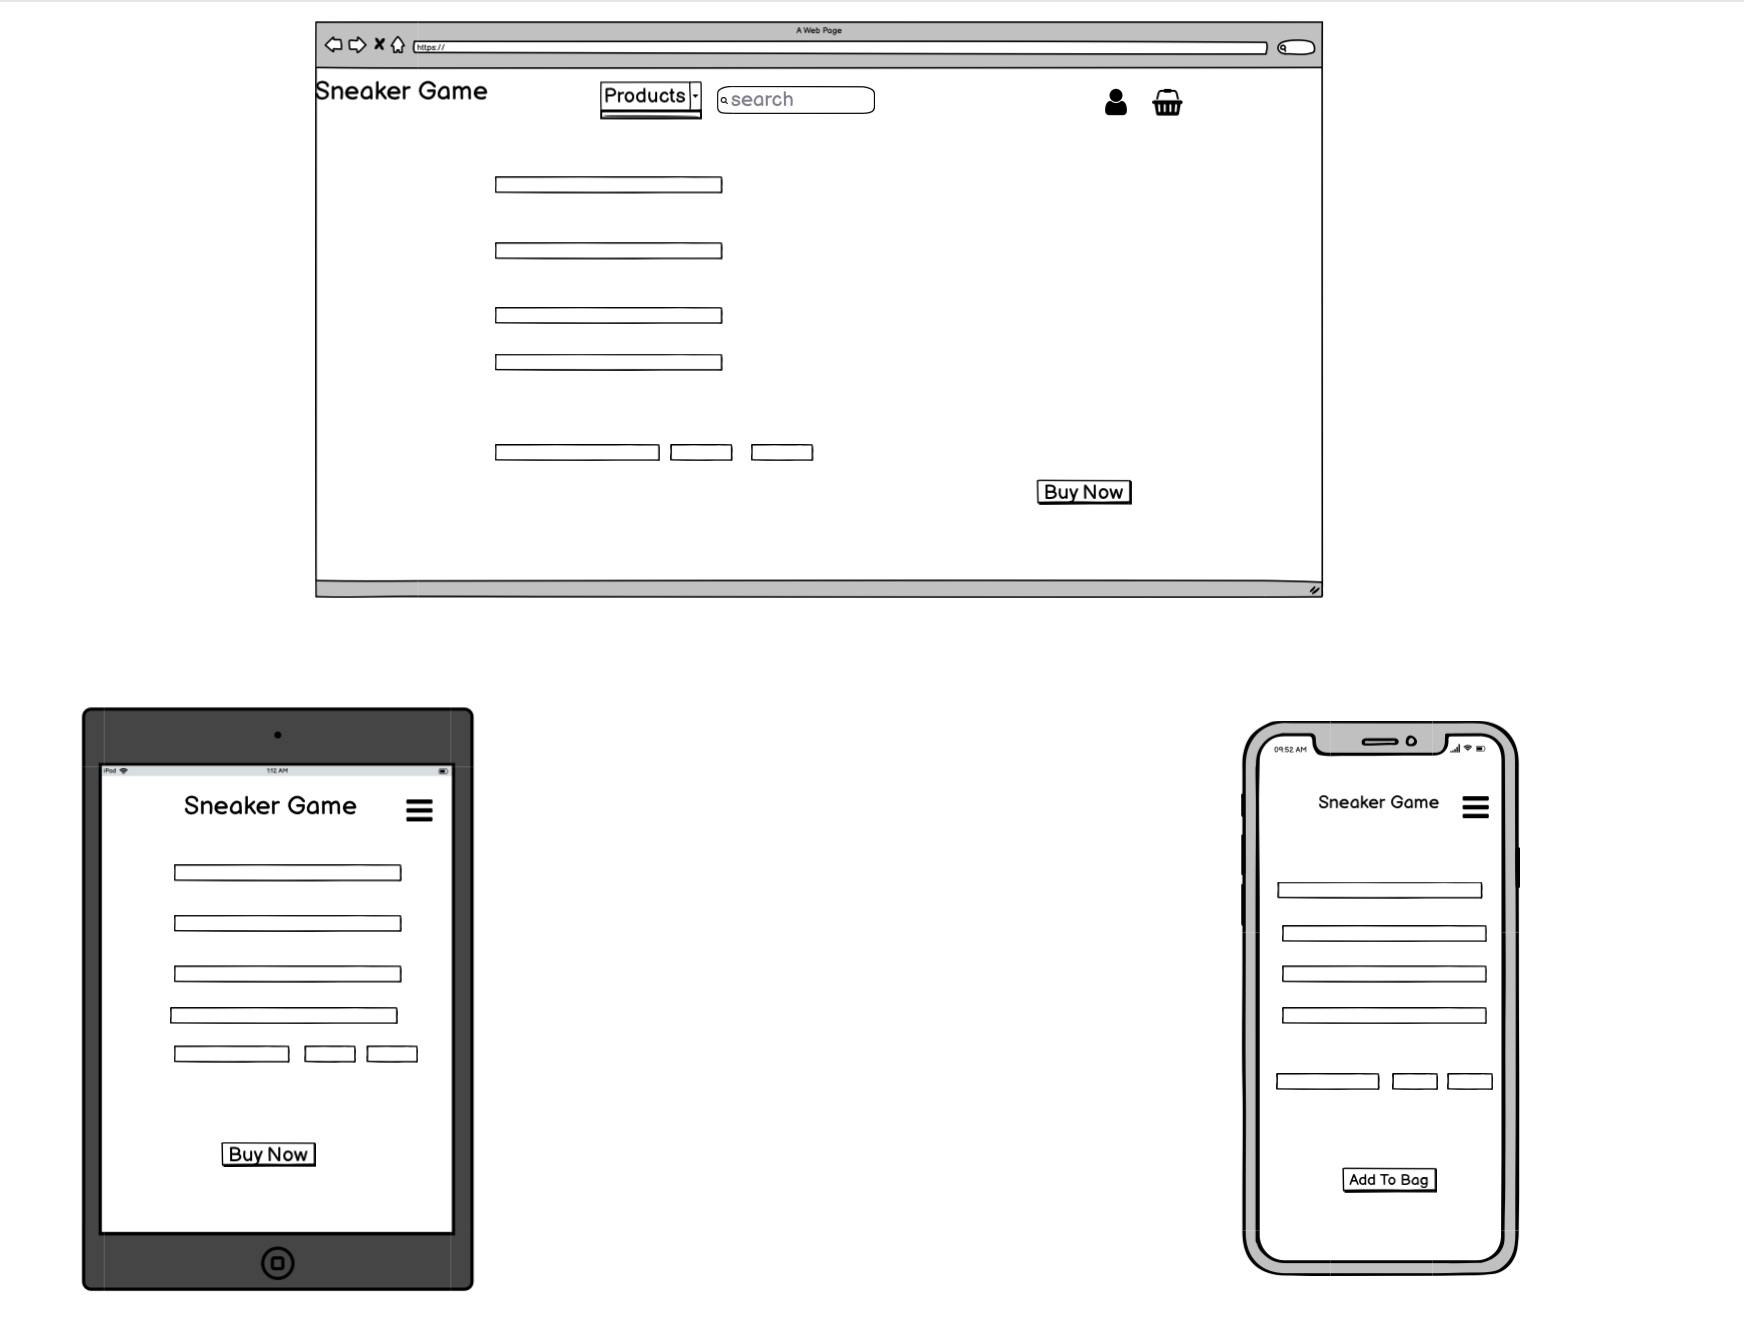 A Web Page
https://
Sneaker Game
Products
search
Buy Now
iPad
1:12 AM
Sneaker Game
Buy Now
09:52 AM
Sneaker Game
Add To Bag